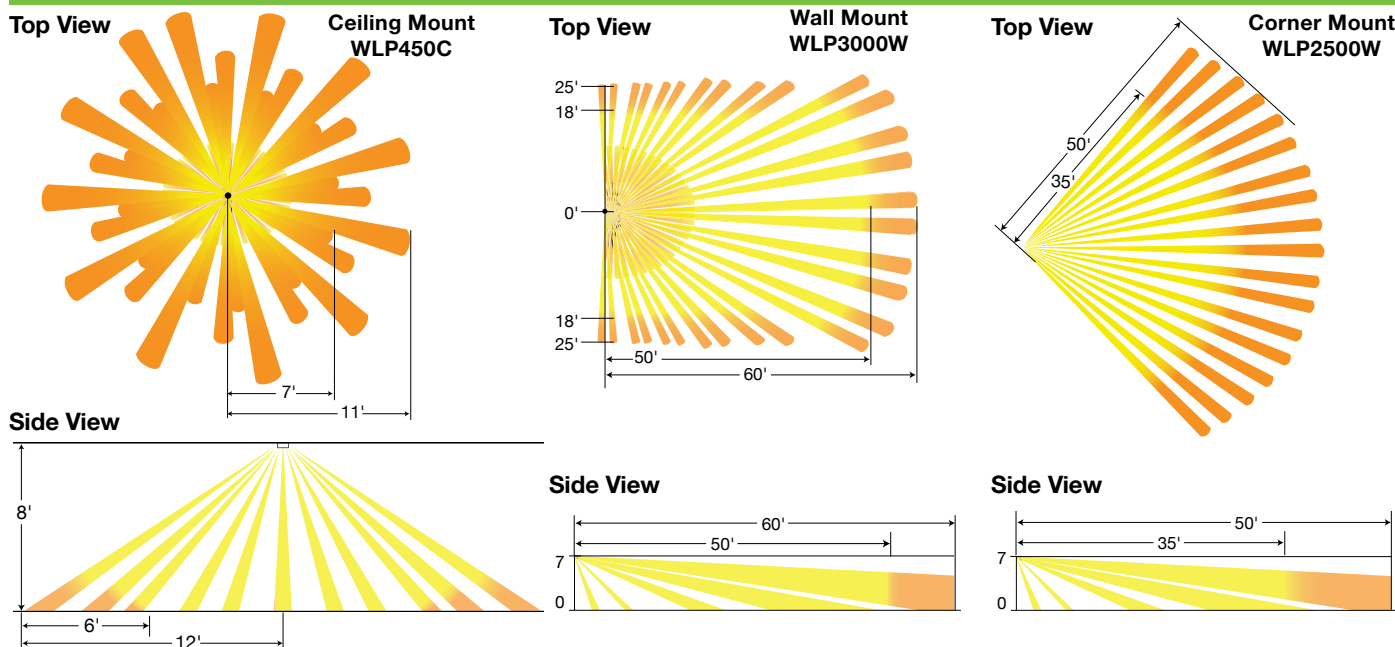 Top View
Ceiling Mount
WLP450C
7'
11'
Side View
8'
6'
12'
Top View
Wall Mount
WLP3000W
25'
18'
0'
18'
25'
50'
60'
Side View
60'
50'
7
0
Top View
Corner Mount
WLP2500W
50'
35'
Side View
50'
35'
7
0